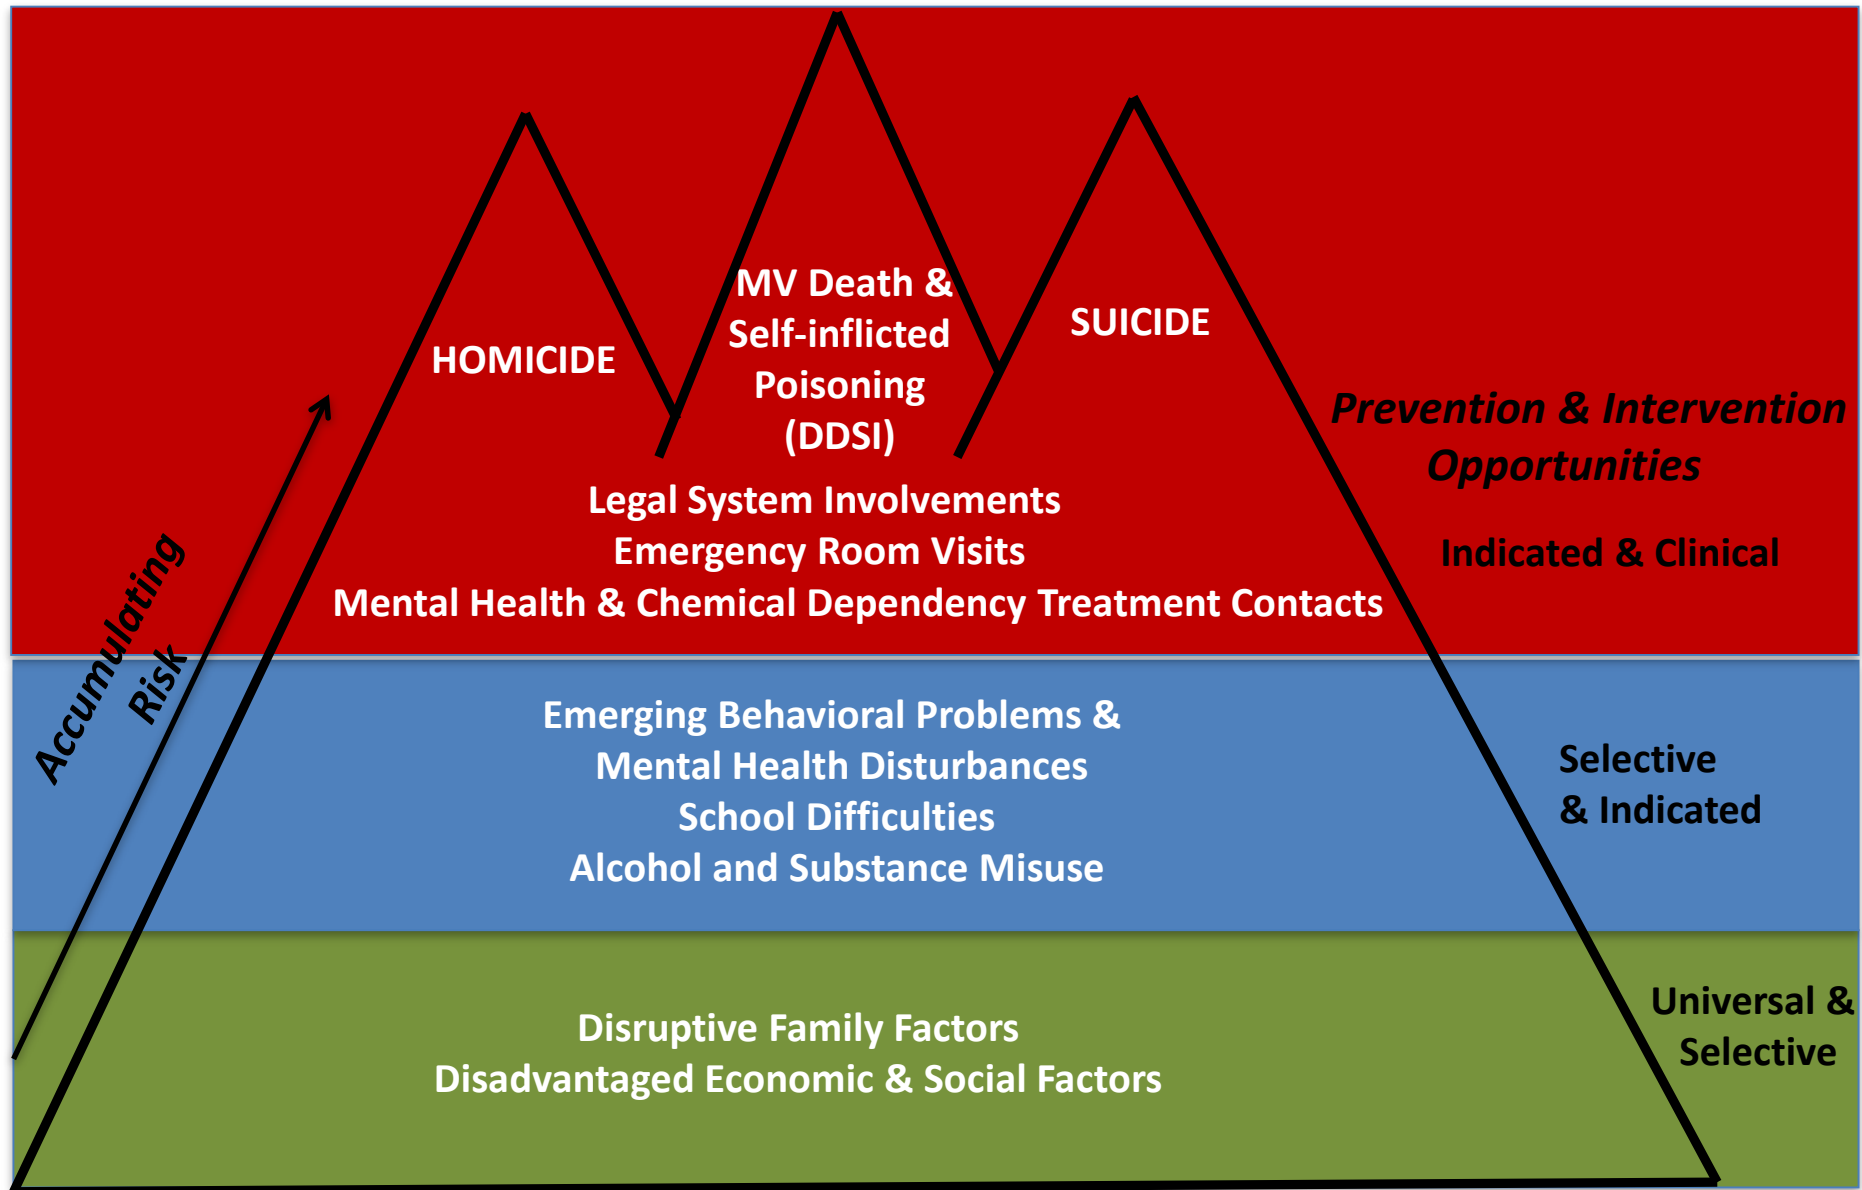 MV Death &
Self-inflicted
Poisoning
(DDSI)
HOMICIDE
SUICIDE
Prevention & Intervention
Opportunities
Legal System Involvements
Emergency Room Visits
Mental Health & Chemical Dependency Treatment Contacts
Indicated & Clinical
Accumulating
Risk
Emerging Behavioral Problems &
Mental Health Disturbances
School Difficulties
Alcohol and Substance Misuse
Selective
& Indicated
Disruptive Family Factors
Disadvantaged Economic & Social Factors
Universal &
Selective